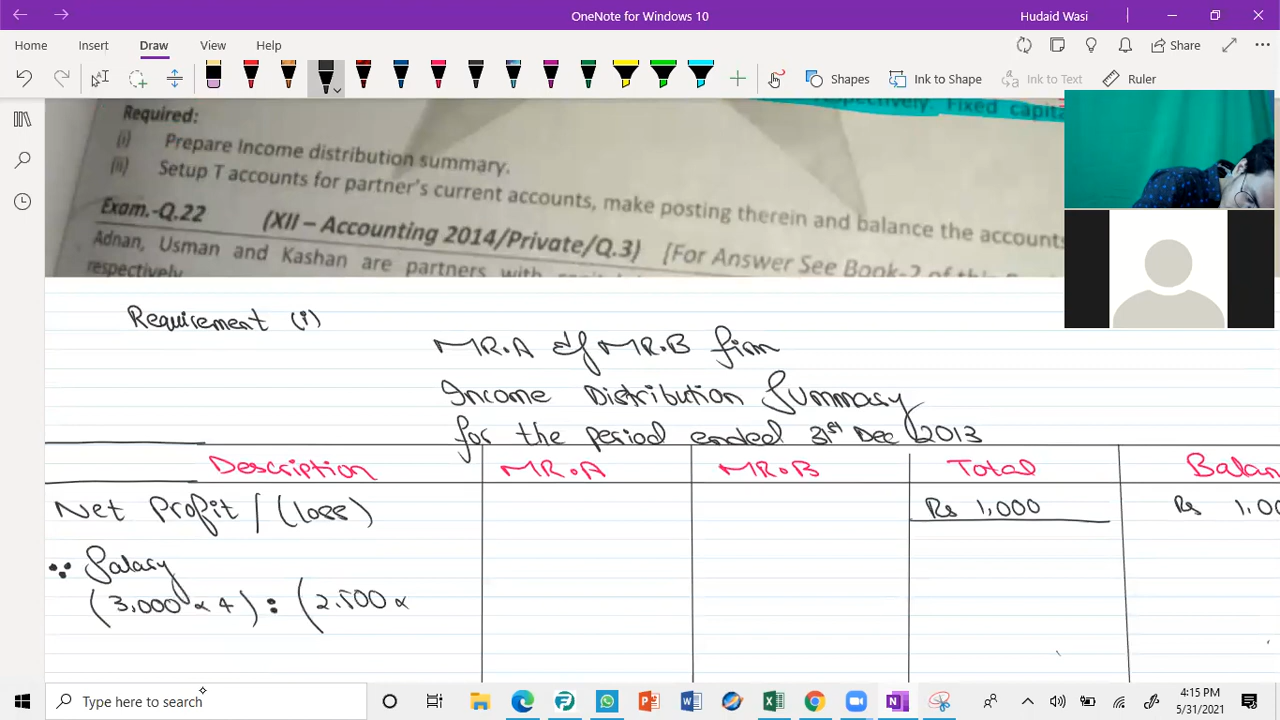 OneNote for Windows 10
Hudaid Wasi
Home Insert Draw View Help
Share
Shapes Ink to Shape Ink to Text Ruler
respectively. Fixed capita
Required:
(i) Prepare Income distribution summary.
(ii) Setup T accounts for partner's current accounts, make posting therein and balance the accounts
Exam.-Q.22 (XII – Accounting 2014/Private/Q.3) [For Answer See Book-2 of this
Adnan, Usman and Kashan are partners with
respectively
Requirement (i)
MR.A & MR.B firm
Income Distribution Summary
for the period ended 31st Dec 2013
Description MR.A MR.B Total Balan
Net Profit / (loss) Rs 1,000 Rs 1,00
∵ Salary
(3,000 x 4) : (2,500 x
Type here to search
4:15 PM
5/31/2021